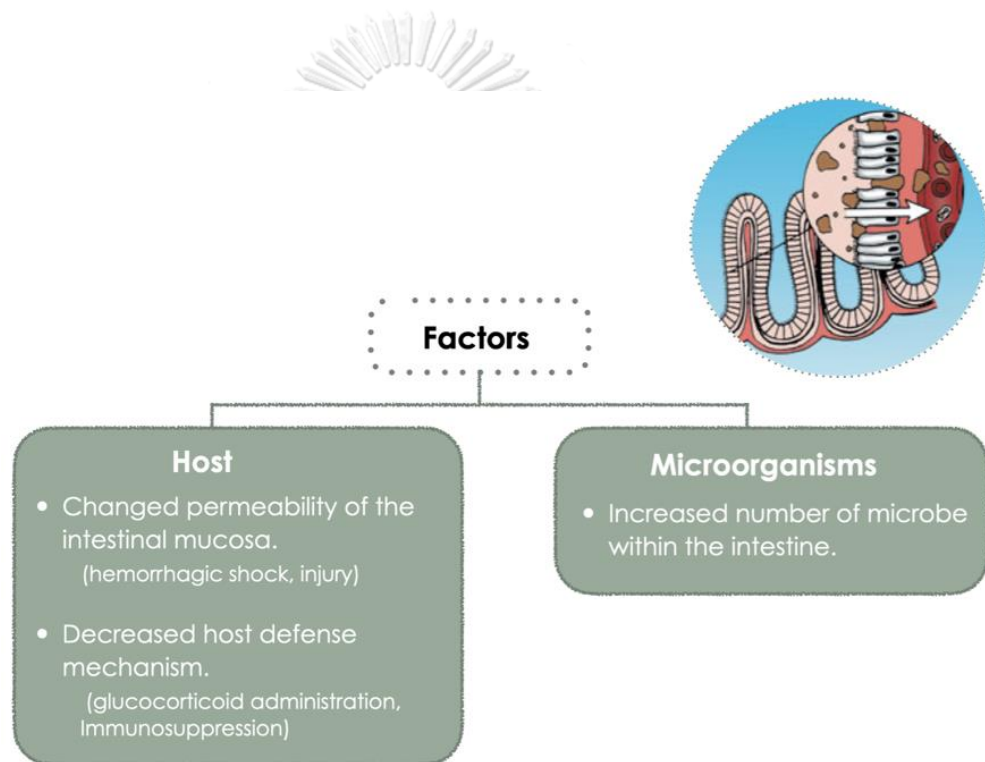 Factors
Host
• Changed permeability of the
intestinal mucosa.
(hemorrhagic shock, injury)
• Decreased host defense
mechanism.
(glucocorticoid administration,
Immunosuppression)
Microorganisms
• Increased number of microbe
within the intestine.